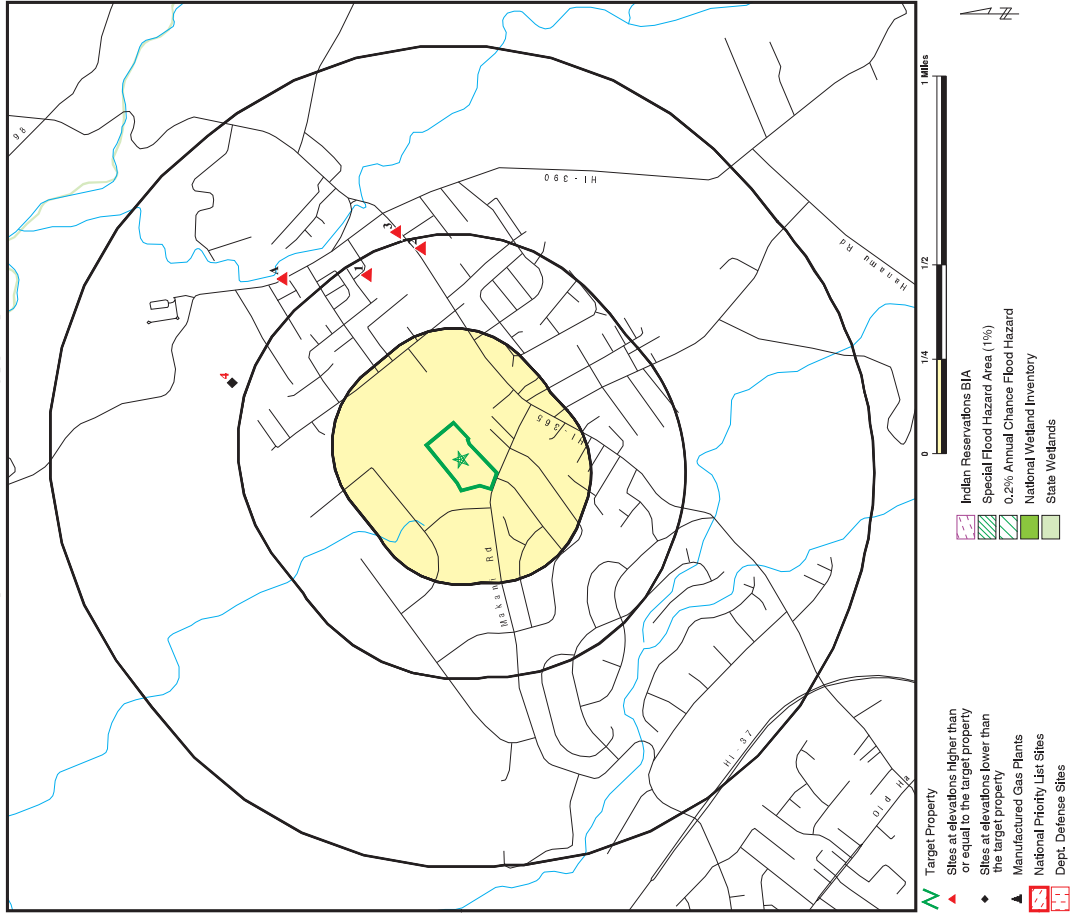 98
HI-390
A
3
2
1
4
HI-365
Makani Rd
Hanamu Rd
HI-37
Old Ha
0
1/4
1/2
1 Miles
Target Property
Sites at elevations higher than
or equal to the target property
Sites at elevations lower than
the target property
Manufactured Gas Plants
National Priority List Sites
Dept. Defense Sites
Indian Reservations BIA
Special Flood Hazard Area (1%)
0.2% Annual Chance Flood Hazard
National Wetland Inventory
State Wetlands